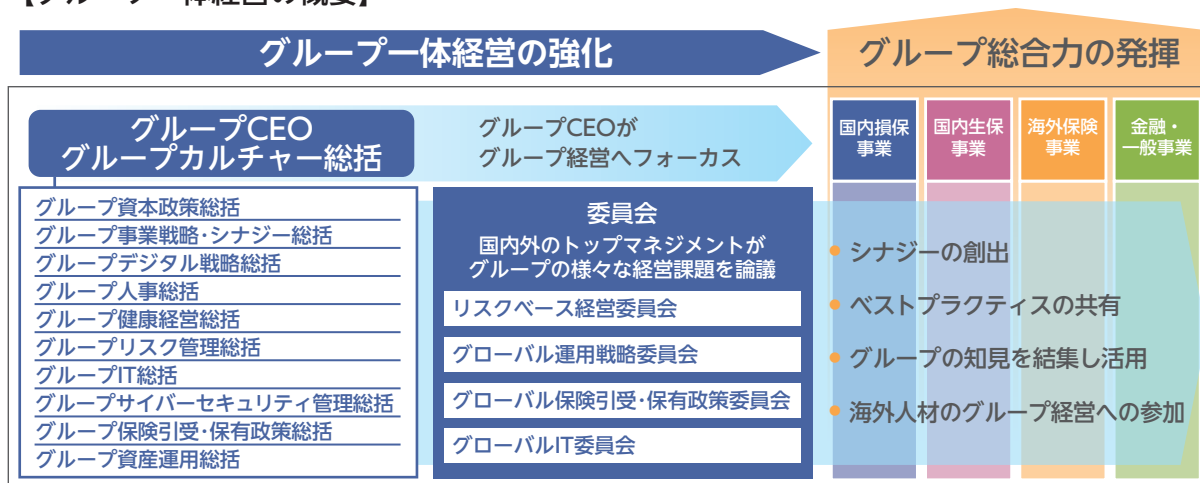 【グループ一体経営の概要】
グループ一体経営の強化
グループ総合力の発揮
グループCEO
グループカルチャー総括
グループCEOが
グループ経営へフォーカス
国内損保
事業
国内生保
事業
海外保険
事業
金融・
一般事業
グループ資本政策総括
グループ事業戦略・シナジー総括
グループデジタル戦略総括
グループ人事総括
グループ健康経営総括
グループリスク管理総括
グループIT総括
グループサイバーセキュリティ管理総括
グループ保険引受・保有政策総括
グループ資産運用総括
委員会
国内外のトップマネジメントが
グループの様々な経営課題を論議
リスクベース経営委員会
グローバル運用戦略委員会
グローバル保険引受・保有政策委員会
グローバルIT委員会
• シナジーの創出
• ベストプラクティスの共有
• グループの知見を結集し活用
• 海外人材のグループ経営への参加